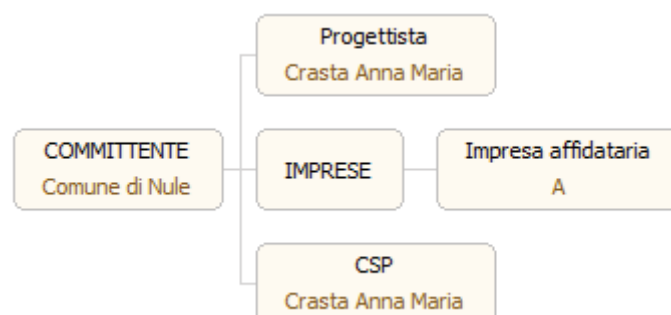 Progettista
Crasta Anna Maria
COMMITTENTE
Comune di Nule
IMPRESE
Impresa affidataria
A
CSP
Crasta Anna Maria